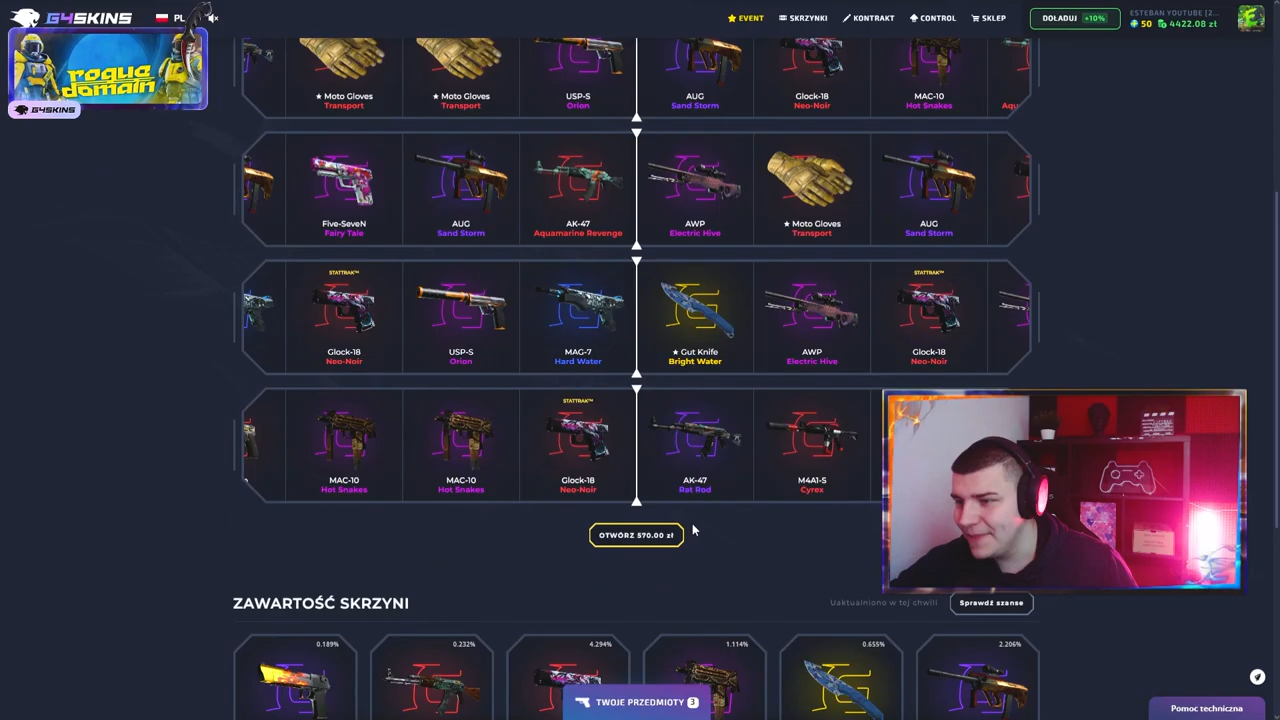 G4SKINS
PL
EVENT
SKRZYNKI
KONTRAKT
CONTROL
SKLEP
DOŁADUJ +10%
ESTEBAN YOUTUBE [2...
50 4422.08 zł
rogue
domain
G4SKINS
★ Moto Gloves
Transport
★ Moto Gloves
Transport
USP-S
Orion
AUG
Sand Storm
Glock-18
Neo-Noir
MAC-10
Hot Snakes
Aqu
Five-SeveN
Fairy Tale
AUG
Sand Storm
AK-47
Aquamarine Revenge
AWP
Electric Hive
★ Moto Gloves
Transport
AUG
Sand Storm
STATTRAK™
Glock-18
Neo-Noir
USP-S
Orion
MAG-7
Hard Water
★ Gut Knife
Bright Water
AWP
Electric Hive
STATTRAK™
Glock-18
Neo-Noir
MAC-10
Hot Snakes
MAC-10
Hot Snakes
STATTRAK™
Glock-18
Neo-Noir
AK-47
Rat Rod
M4A1-S
Cyrex
OTWÓRZ 570.00 zł
ZAWARTOŚĆ SKRZYNI
Uaktualniono w tej chwili
Sprawdź szanse
0.189%
0.232%
4.294%
1.114%
0.655%
2.206%
TWOJE PRZEDMIOTY 3
Pomoc techniczna